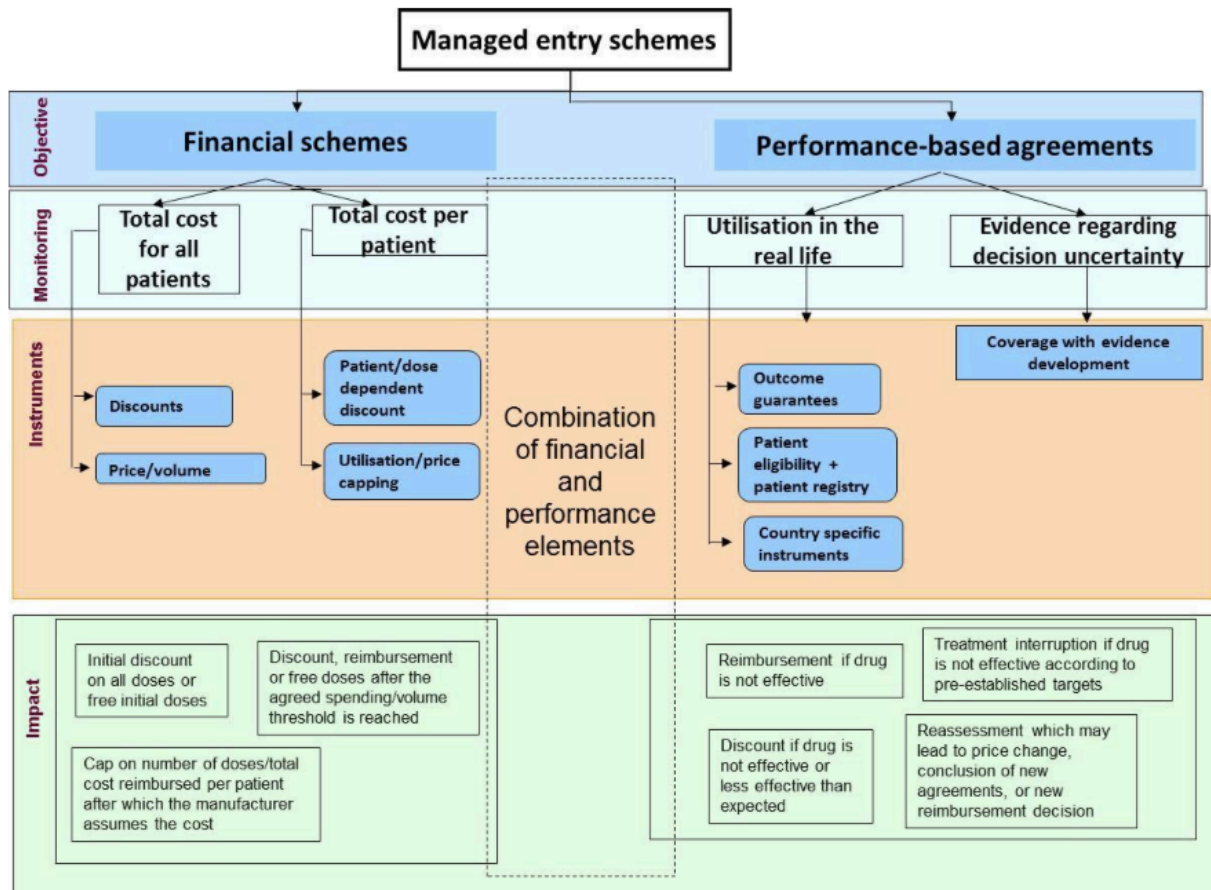 Managed entry schemes
Objective
Financial schemes
Performance-based agreements
Monitoring
Total cost
for all
patients
Total cost per
patient
Utilisation in the
real life
Evidence regarding
decision uncertainty
Instruments
Discounts
Price/volume
Patient/dose
dependent
discount
Utilisation/price
capping
Combination
of financial
and
performance
elements
Outcome
guarantees
Patient
eligibility +
patient registry
Country specific
instruments
Coverage with evidence
development
Impact
Initial discount
on all doses or
free initial doses
Discount, reimbursement
or free doses after the
agreed spending/volume
threshold is reached
Cap on number of doses/total
cost reimbursed per patient
after which the manufacturer
assumes the cost
Reimbursement if drug
is not effective
Treatment interruption if drug
is not effective according to
pre-established targets
Discount if drug is
not effective or
less effective than
expected
Reassessment which may
lead to price change,
conclusion of new
agreements, or new
reimbursement decision